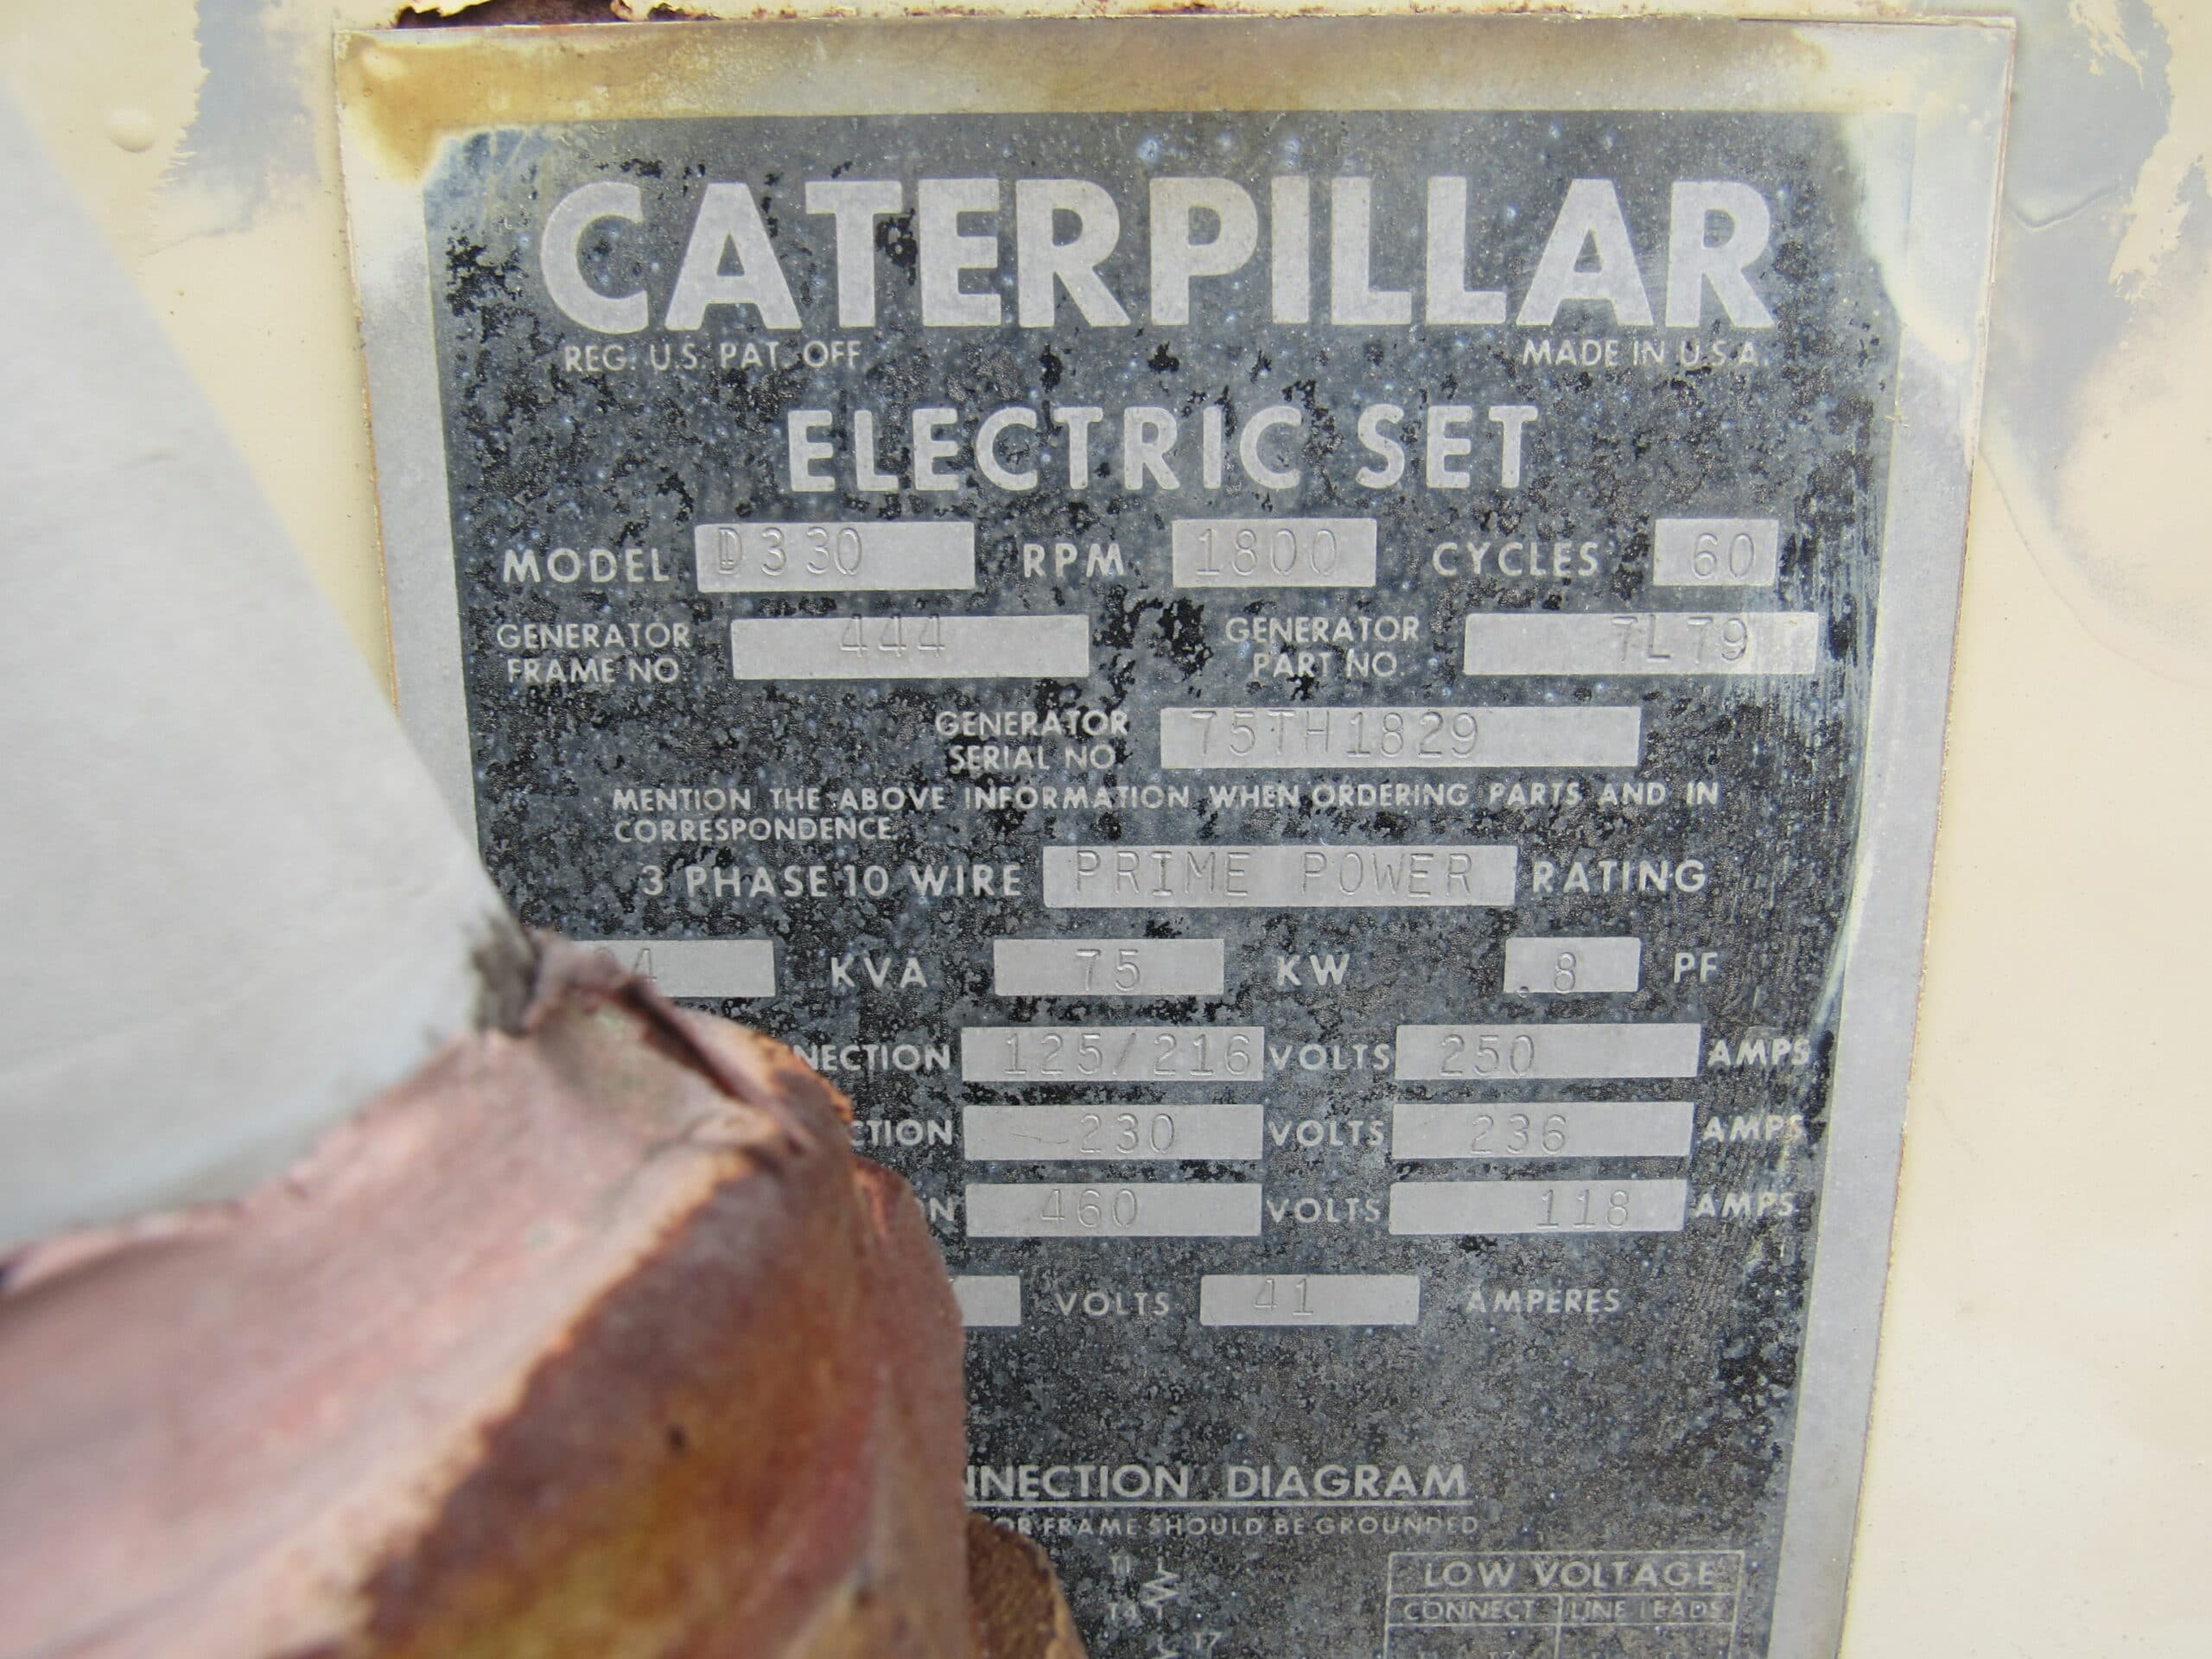 CATERPILLAR
REG. U.S. PAT. OFF MADE IN U.S.A.
ELECTRIC SET
MODEL D330 RPM 1800 CYCLES 60
GENERATOR FRAME NO. 444 GENERATOR PART NO. 7L79
GENERATOR SERIAL NO. 75TH1829
MENTION THE ABOVE INFORMATION WHEN ORDERING PARTS AND IN
CORRESPONDENCE.
3 PHASE 10 WIRE PRIME POWER RATING
KVA 75 KW .8 PF
125/216 VOLTS 250 AMPS
230 VOLTS 236 AMPS
460 VOLTS 118 AMPS
VOLTS 41 AMPERES
DIAGRAM
FRAME SHOULD BE GROUNDED
T1
T4
T7
LOW VOLTAGE
CONNECT LINE LEADS